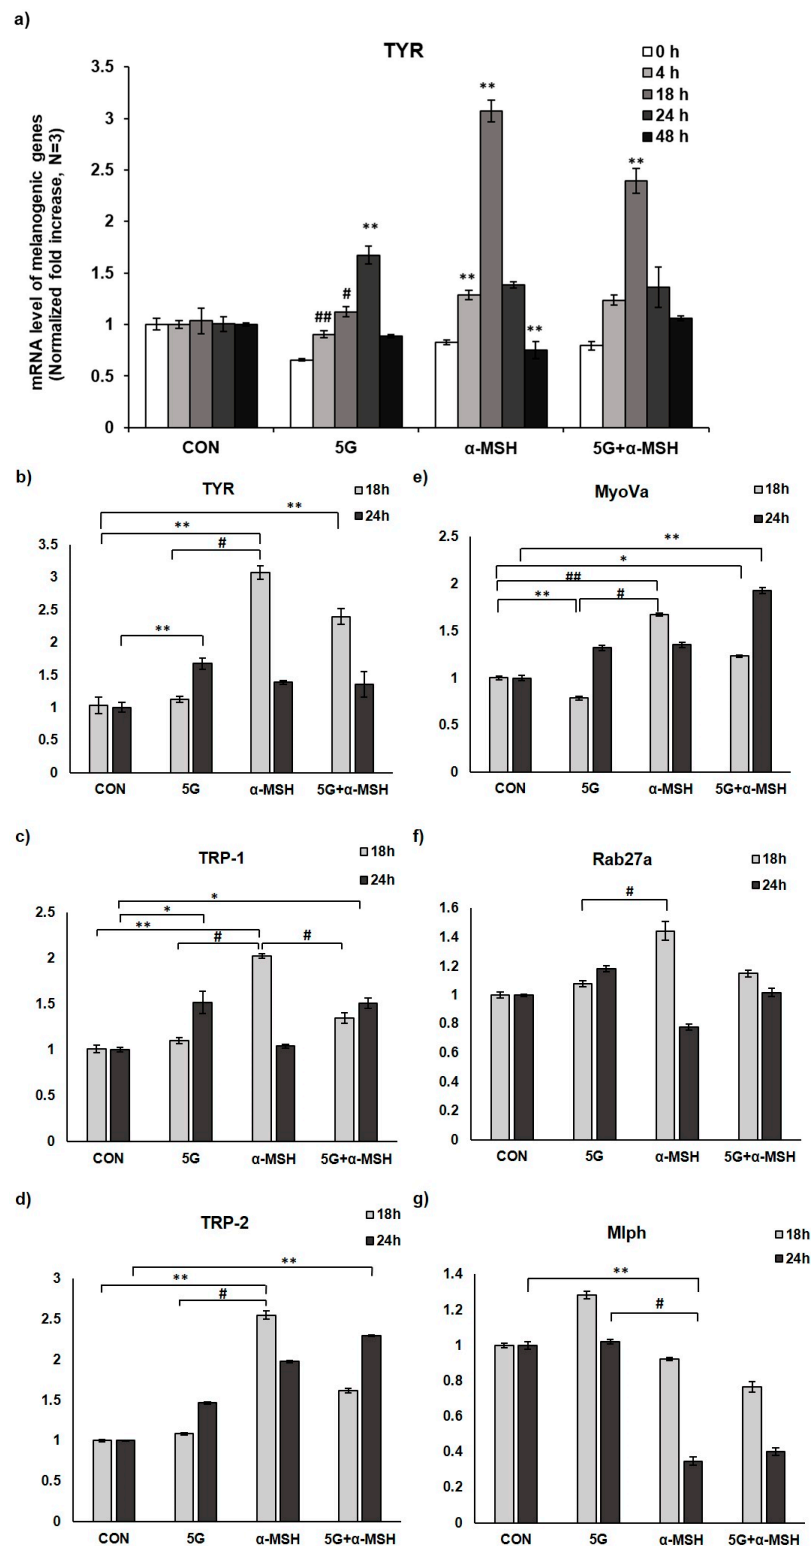 a)
TYR
0 h
4 h
18 h
24 h
48 h
mRNA level of melanogenic genes
(Normalized fold increase, N=3)
3.5
3
2.5
2
1.5
1
0.5
0
## # **
** ** **
**
CON 5G α-MSH 5G+α-MSH
b)
TYR
18h
24h
**
**
#
**
3.5
3
2.5
2
1.5
1
0.5
0
CON 5G α-MSH 5G+α-MSH
e)
MyoVa
18h
24h
**
*
##
** #
2.5
2
1.5
1
0.5
0
CON 5G α-MSH 5G+α-MSH
c)
TRP-1
18h
24h
*
*
**
# #
2.5
2
1.5
1
0.5
0
CON 5G α-MSH 5G+α-MSH
f)
Rab27a
18h
24h
#
1.6
1.4
1.2
1
0.8
0.6
0.4
0.2
0
CON 5G α-MSH 5G+α-MSH
d)
TRP-2
18h
24h
**
**
#
3
2.5
2
1.5
1
0.5
0
CON 5G α-MSH 5G+α-MSH
g)
Mlph
18h
24h
**
#
1.4
1.2
1
0.8
0.6
0.4
0.2
0
CON 5G α-MSH 5G+α-MSH